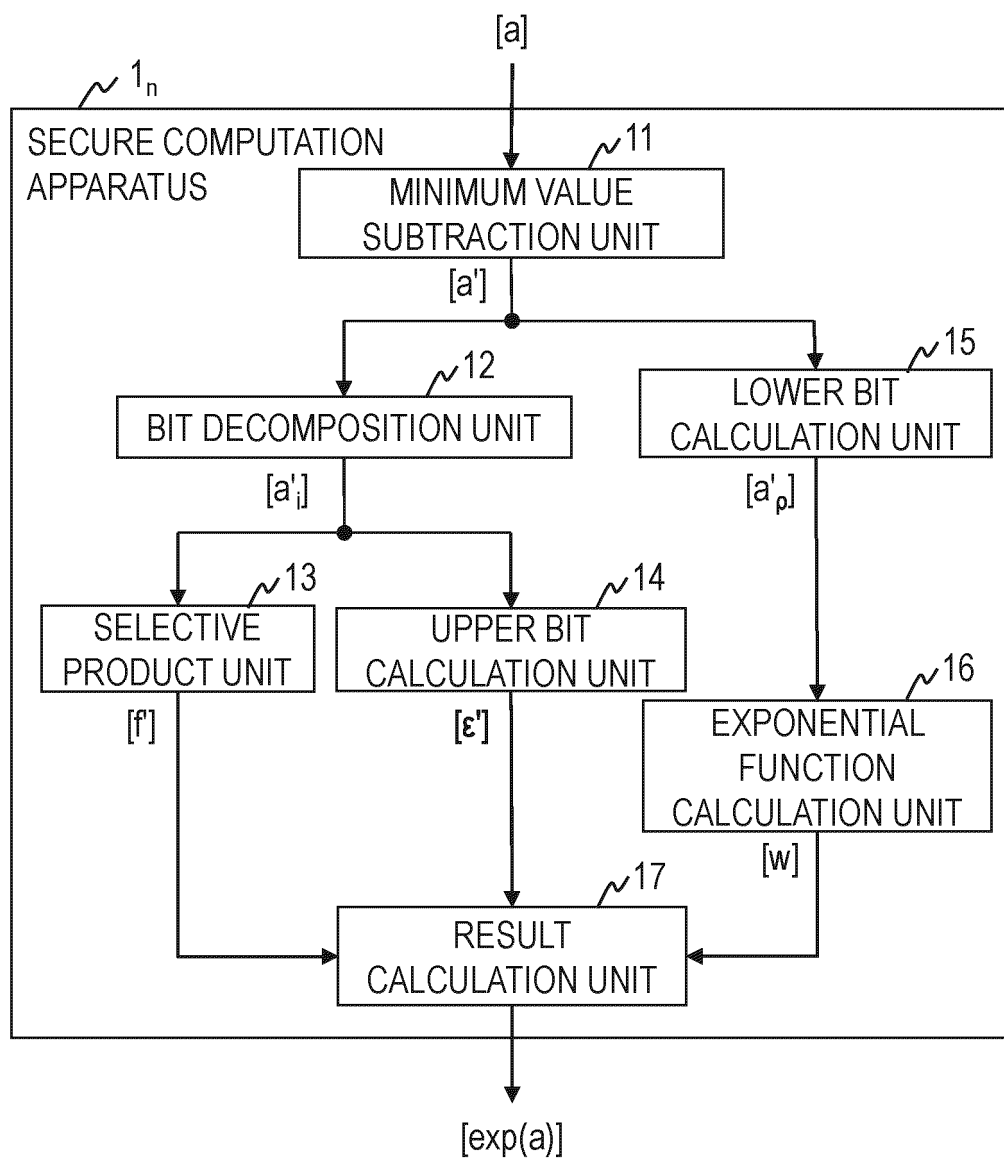 [a]
1n
SECURE COMPUTATION
APPARATUS
11
MINIMUM VALUE
SUBTRACTION UNIT
[a']
12
BIT DECOMPOSITION UNIT
15
LOWER BIT
CALCULATION UNIT
[a'i]
[a'ρ]
13
SELECTIVE
PRODUCT UNIT
14
UPPER BIT
CALCULATION UNIT
[f']
[ε']
16
EXPONENTIAL
FUNCTION
CALCULATION UNIT
[w]
17
RESULT
CALCULATION UNIT
[exp(a)]